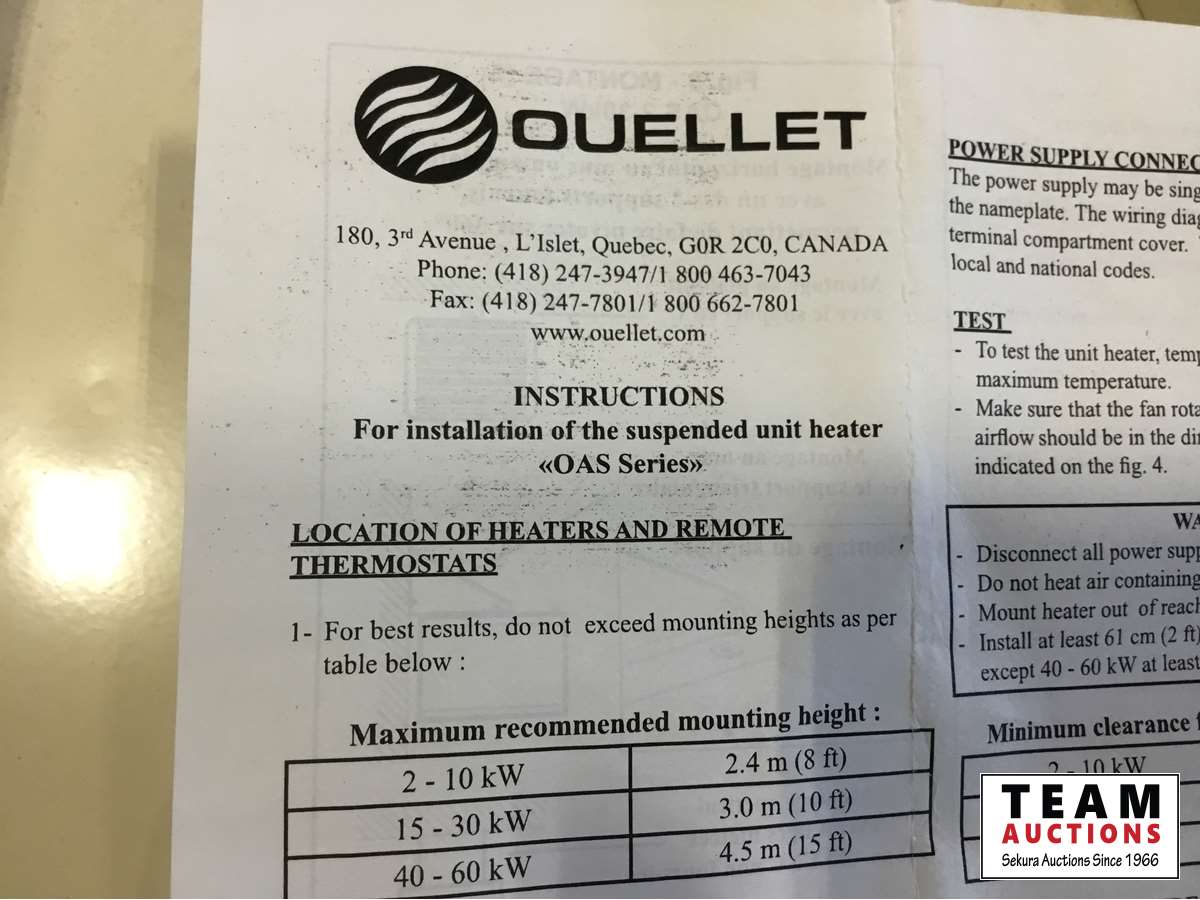 OUELLET
180, 3rd Avenue , L'Islet, Quebec, G0R 2C0, CANADA
Phone: (418) 247-3947/1 800 463-7043
Fax: (418) 247-7801/1 800 662-7801
www.ouellet.com
INSTRUCTIONS
For installation of the suspended unit heater
«OAS Series»
LOCATION OF HEATERS AND REMOTE
THERMOSTATS
1- For best results, do not exceed mounting heights as per
table below :
Maximum recommended mounting height :
2 - 10 kW 2.4 m (8 ft)
15 - 30 kW 3.0 m (10 ft)
40 - 60 kW 4.5 m (15 ft)
POWER SUPPLY CONNEC
The power supply may be sing
the nameplate. The wiring diag
terminal compartment cover.
local and national codes.
TEST
- To test the unit heater, temp
maximum temperature.
- Make sure that the fan rota
airflow should be in the dir
indicated on the fig. 4.
WA
- Disconnect all power supp
- Do not heat air containing
- Mount heater out of reach
- Install at least 61 cm (2 ft)
except 40 - 60 kW at least
Minimum clearance f
2 - 10 kW
TEAM
AUCTIONS
Sekura Auctions Since 1966